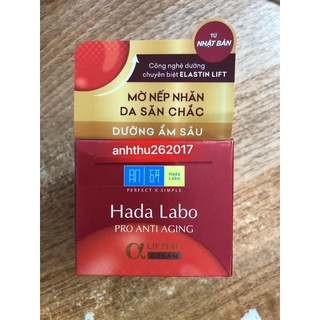 TỪ
NHẬT BẢN
Công nghệ dưỡng
chuyên biệt ELASTIN LIFT
MỜ NẾP NHĂN
DA SĂN CHẮC
DƯỠNG ẨM SÂU
anhthu262017
Hada
Labo
PERFECT X SIMPLE
Hada Labo
PRO ANTI AGING
α LIFTING
CREAM